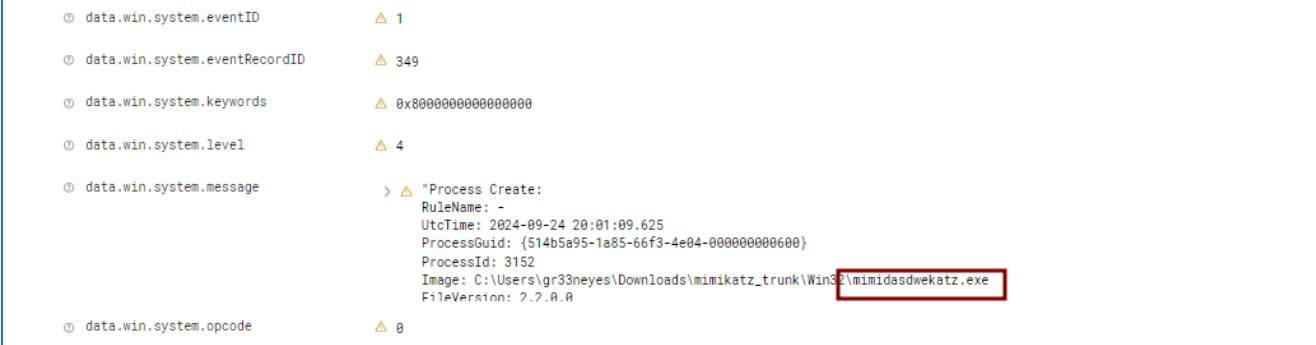 data.win.system.eventID 1
data.win.system.eventRecordID 349
data.win.system.keywords 0x8000000000000000
data.win.system.level 4
data.win.system.message "Process Create:
RuleName: -
UtcTime: 2024-09-24 20:01:09.625
ProcessGuid: {514b5a95-1a85-66f3-4e04-000000000600}
ProcessId: 3152
Image: C:\Users\gr33neyes\Downloads\mimikatz_trunk\Win32\mimidasdwekatz.exe
FileVersion: 2.2.0.0
data.win.system.opcode 0